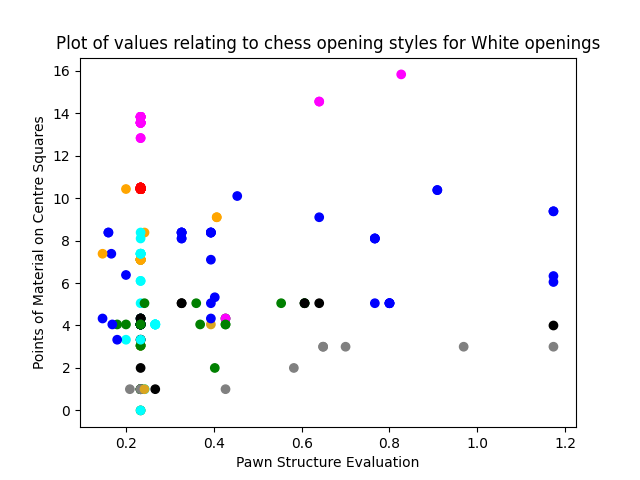 Plot of values relating to chess opening styles for White openings
16
14
12
10
8
6
4
2
0
Points of Material on Centre Squares
0.2 0.4 0.6 0.8 1.0 1.2
Pawn Structure Evaluation